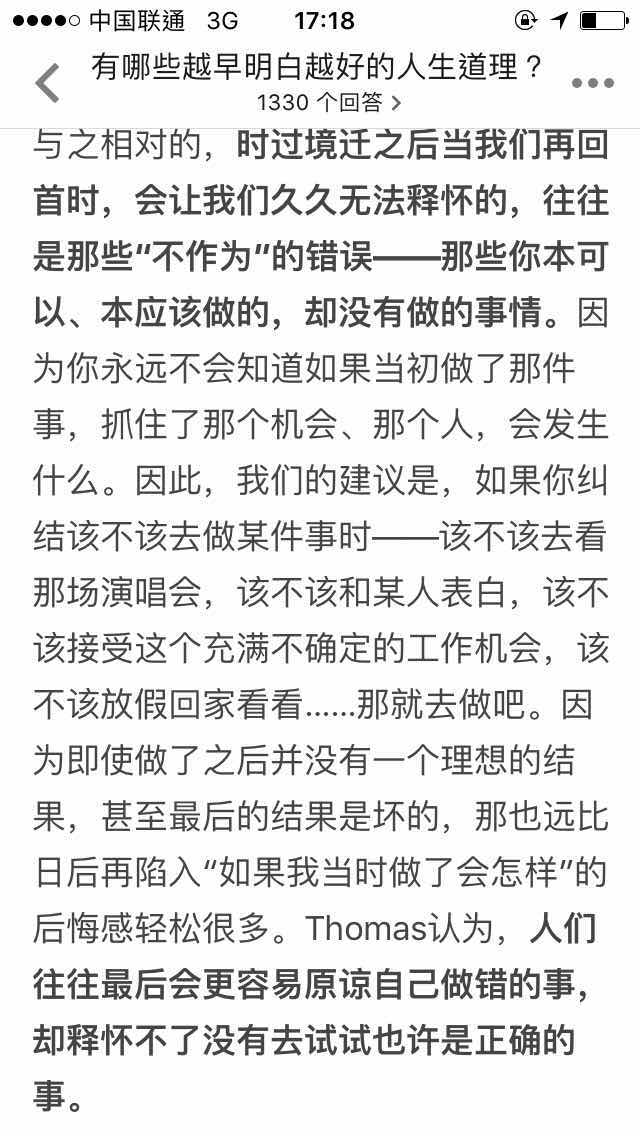 中国联通 3G 17:18
有哪些越早明白越好的人生道理？
1330 个回答
与之相对的，时过境迁之后当我们再回
首时，会让我们久久无法释怀的，往往
是那些“不作为”的错误——那些你本可
以、本应该做的，却没有做的事情。因
为你永远不会知道如果当初做了那件
事，抓住了那个机会、那个人，会发生
什么。因此，我们的建议是，如果你纠
结该不该去做某件事时——该不该去看
那场演唱会，该不该和某人表白，该不
该接受这个充满不确定的工作机会，该
不该放假回家看看……那就去做吧。因
为即使做了之后并没有一个理想的结
果，甚至最后的结果是坏的，那也远比
日后再陷入“如果我当时做了会怎样”的
后悔感轻松很多。Thomas认为，人们
往往最后会更容易原谅自己做错的事，
却释怀不了没有去试试也许是正确的
事。